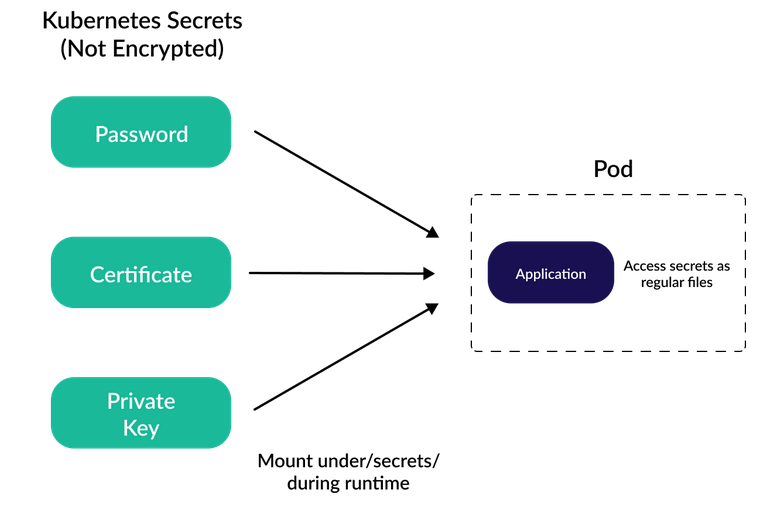 Kubernetes Secrets
(Not Encrypted)
Password
Pod
Certificate
Application
Access secrets as
regular files
Private
Key
Mount under/secrets/
during runtime